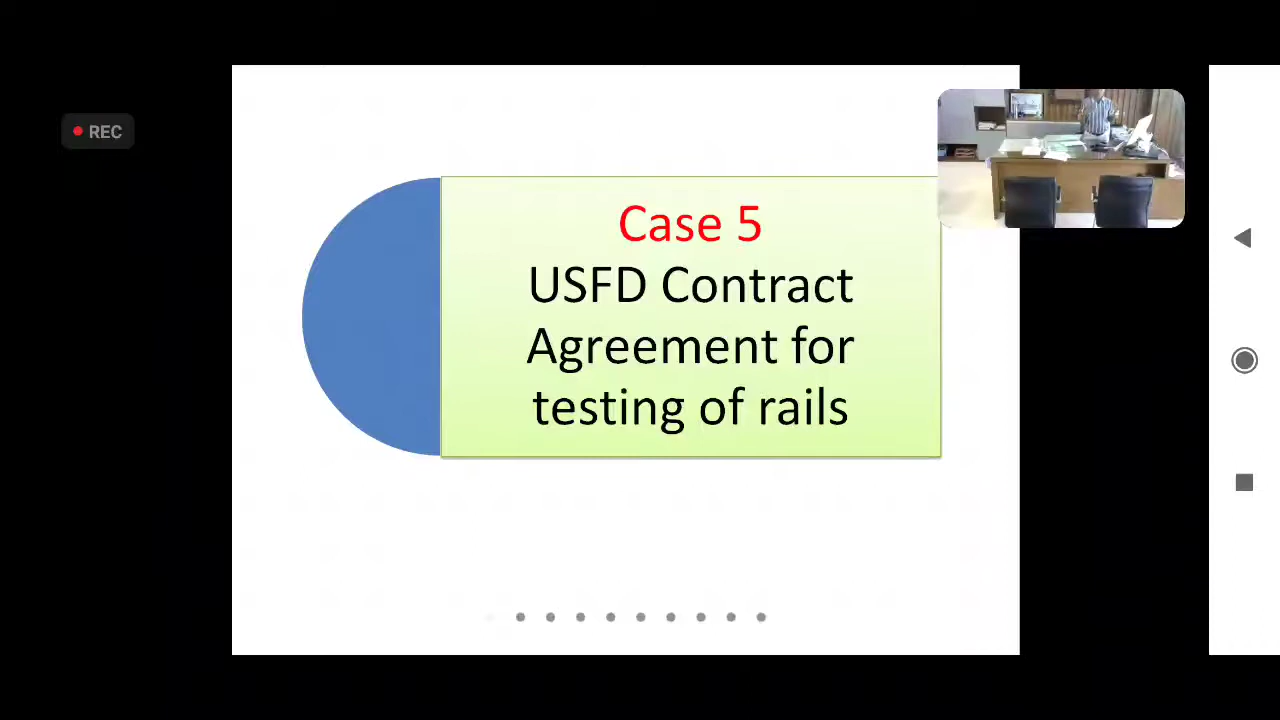 REC
Case 5
USFD Contract
Agreement for
testing of rails